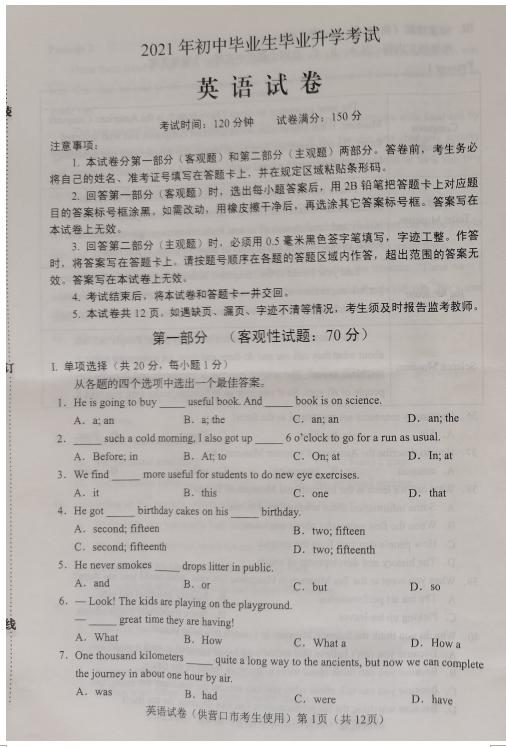 2021 年初中毕业生毕业升学考试
英 语 试 卷
考试时间：120 分钟 试卷满分：150 分
注意事项：
1. 本试卷分第一部分（客观题）和第二部分（主观题）两部分。答卷前，考生务必
将自己的姓名、准考证号填写在答题卡上，并在规定区域粘贴条形码。
2. 回答第一部分（客观题）时，选出每小题答案后，用 2B 铅笔把答题卡上对应题
目的答案标号框涂黑。如需改动，用橡皮擦干净后，再选涂其它答案标号框。答案写在
本试卷上无效。
3. 回答第二部分（主观题）时，必须用 0.5 毫米黑色签字笔填写，字迹工整。作答
时，将答案写在答题卡上。请按题号顺序在各题的答题区域内作答，超出范围的答案无
效。答案写在本试卷上无效。
4. 考试结束后，将本试卷和答题卡一并交回。
5. 本试卷共 12 页。如遇缺页、漏页、字迹不清等情况，考生须及时报告监考教师。
第一部分 （客观性试题：70 分）
I. 单项选择（共 20 分，每小题 1 分）
从各题的四个选项中选出一个最佳答案。
1. He is going to buy _____ useful book. And _____ book is on science.
A. a; an B. a; the C. an; an D. an; the
2. _____ such a cold morning, I also got up _____ 6 o'clock to go for a run as usual.
A. Before; in B. At; to C. On; at D. In; at
3. We find _____ more useful for students to do new eye exercises.
A. it B. this C. one D. that
4. He got _____ birthday cakes on his _____ birthday.
A. second; fifteen B. two; fifteen
C. second; fifteenth D. two; fifteenth
5. He never smokes _____ drops litter in public.
A. and B. or C. but D. so
6. — Look! The kids are playing on the playground.
— _____ great time they are having!
A. What B. How C. What a D. How a
7. One thousand kilometers _____ quite a long way to the ancients, but now we can complete
the journey in about one hour by air.
A. was B. had C. were D. have
英语试卷（供营口市考生使用）第 1页（共 12页）
订
线